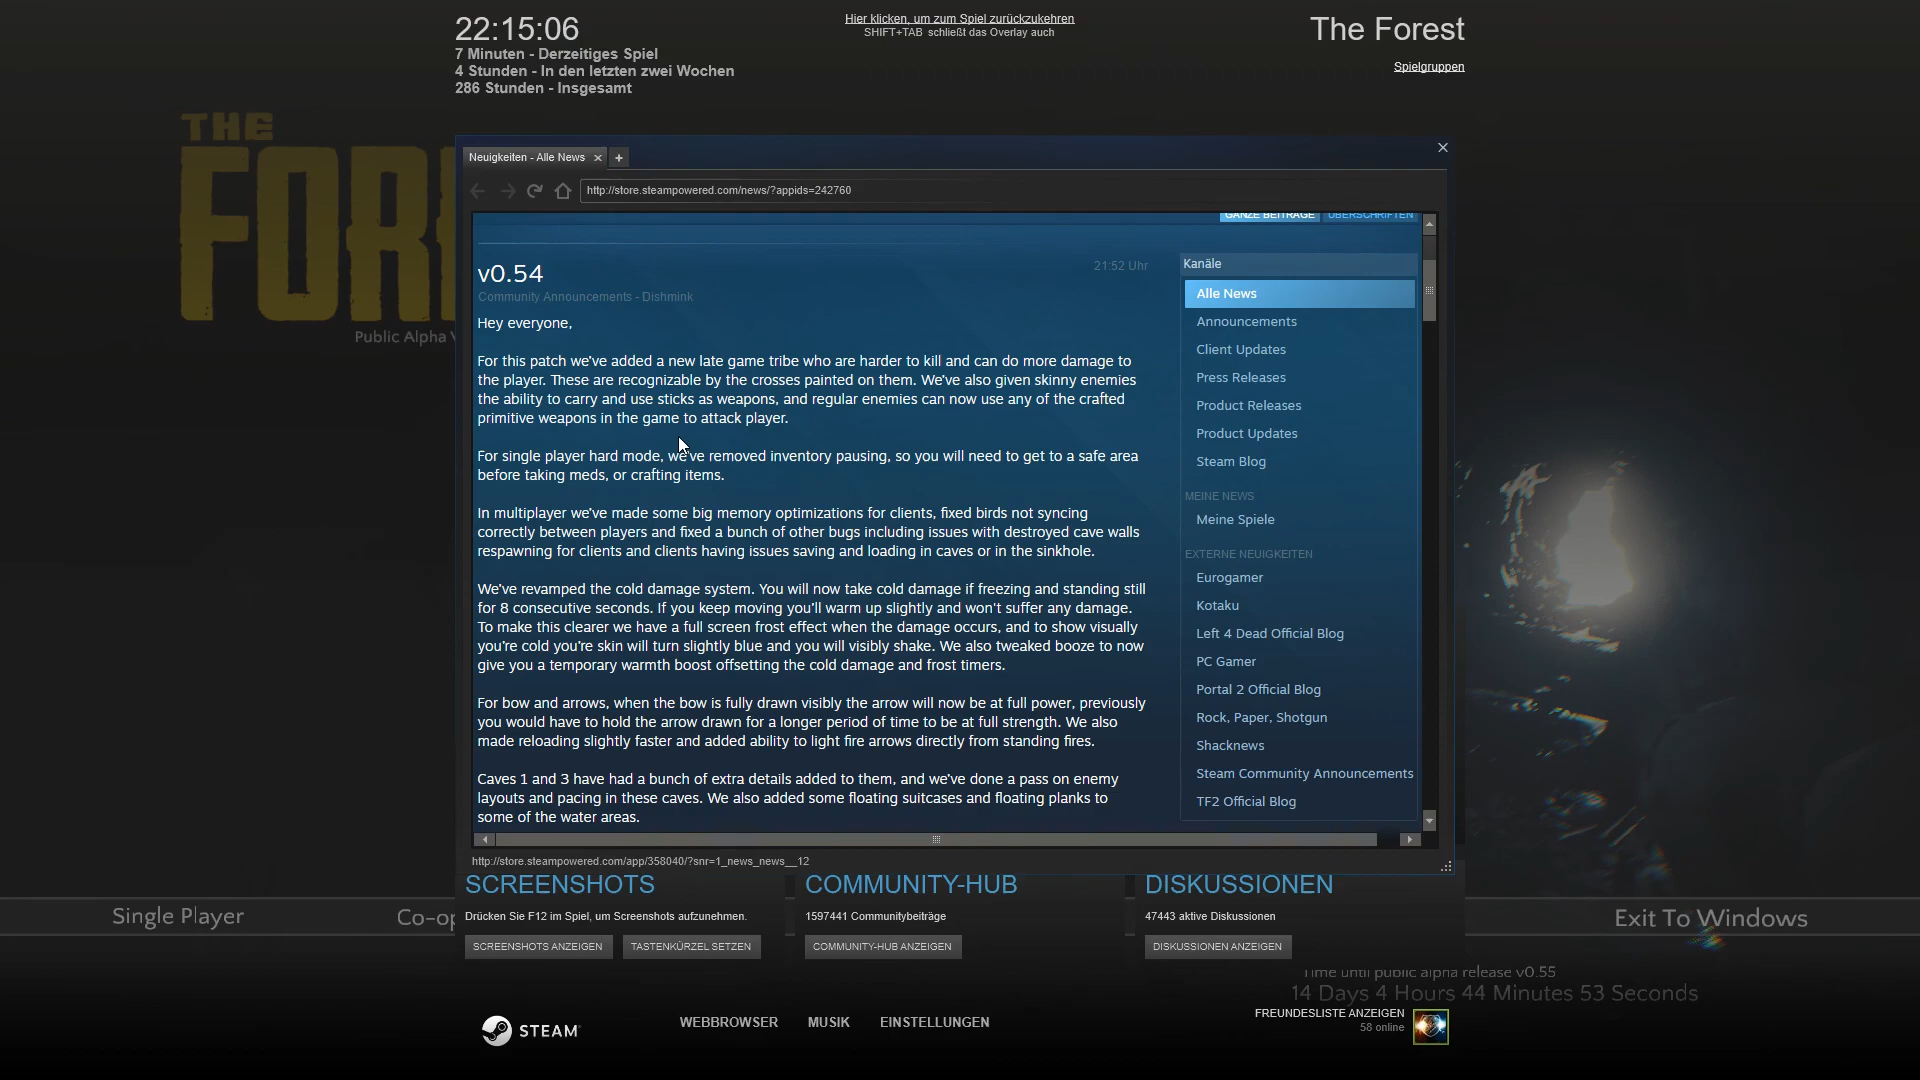 22:15:06
7 Minuten - Derzeitiges Spiel
4 Stunden - In den letzten zwei Wochen
286 Stunden - Insgesamt
Hier klicken, um zum Spiel zurückzukehren
SHIFT+TAB schließt das Overlay auch
The Forest
Spielgruppen
THE
FOR
Public Alpha
Neuigkeiten - Alle News
http://store.steampowered.com/news/?appids=242760
GANZE BEITRÄGE ÜBERSCHRIFTEN
v0.54
21:52 Uhr
Community Announcements - Dishmink
Hey everyone,
For this patch we've added a new late game tribe who are harder to kill and can do more damage to
the player. These are recognizable by the crosses painted on them. We've also given skinny enemies
the ability to carry and use sticks as weapons, and regular enemies can now use any of the crafted
primitive weapons in the game to attack player.
For single player hard mode, we've removed inventory pausing, so you will need to get to a safe area
before taking meds, or crafting items.
In multiplayer we've made some big memory optimizations for clients, fixed birds not syncing
correctly between players and fixed a bunch of other bugs including issues with destroyed cave walls
respawning for clients and clients having issues saving and loading in caves or in the sinkhole.
We've revamped the cold damage system. You will now take cold damage if freezing and standing still
for 8 consecutive seconds. If you keep moving you'll warm up slightly and won't suffer any damage.
To make this clearer we have a full screen frost effect when the damage occurs, and to show visually
you're cold you're skin will turn slightly blue and you will visibly shake. We also tweaked booze to now
give you a temporary warmth boost offsetting the cold damage and frost timers.
For bow and arrows, when the bow is fully drawn visibly the arrow will now be at full power, previously
you would have to hold the arrow drawn for a longer period of time to be at full strength. We also
made reloading slightly faster and added ability to light fire arrows directly from standing fires.
Caves 1 and 3 have had a bunch of extra details added to them, and we've done a pass on enemy
layouts and pacing in these caves. We also added some floating suitcases and floating planks to
some of the water areas.
Kanäle
Alle News
Announcements
Client Updates
Press Releases
Product Releases
Product Updates
Steam Blog
MEINE NEWS
Meine Spiele
EXTERNE NEUIGKEITEN
Eurogamer
Kotaku
Left 4 Dead Official Blog
PC Gamer
Portal 2 Official Blog
Rock, Paper, Shotgun
Shacknews
Steam Community Announcements
TF2 Official Blog
http://store.steampowered.com/app/358040/?snr=1_news_news__12
SCREENSHOTS
Drücken Sie F12 im Spiel, um Screenshots aufzunehmen.
SCREENSHOTS ANZEIGEN
TASTENKÜRZEL SETZEN
COMMUNITY-HUB
1597441 Communitybeiträge
COMMUNITY-HUB ANZEIGEN
DISKUSSIONEN
47443 aktive Diskussionen
DISKUSSIONEN ANZEIGEN
Single Player
Co-op
Exit To Windows
Time until public alpha release v0.55
14 Days 4 Hours 44 Minutes 53 Seconds
STEAM
WEBBROWSER
MUSIK
EINSTELLUNGEN
FREUNDESLISTE ANZEIGEN
58 online